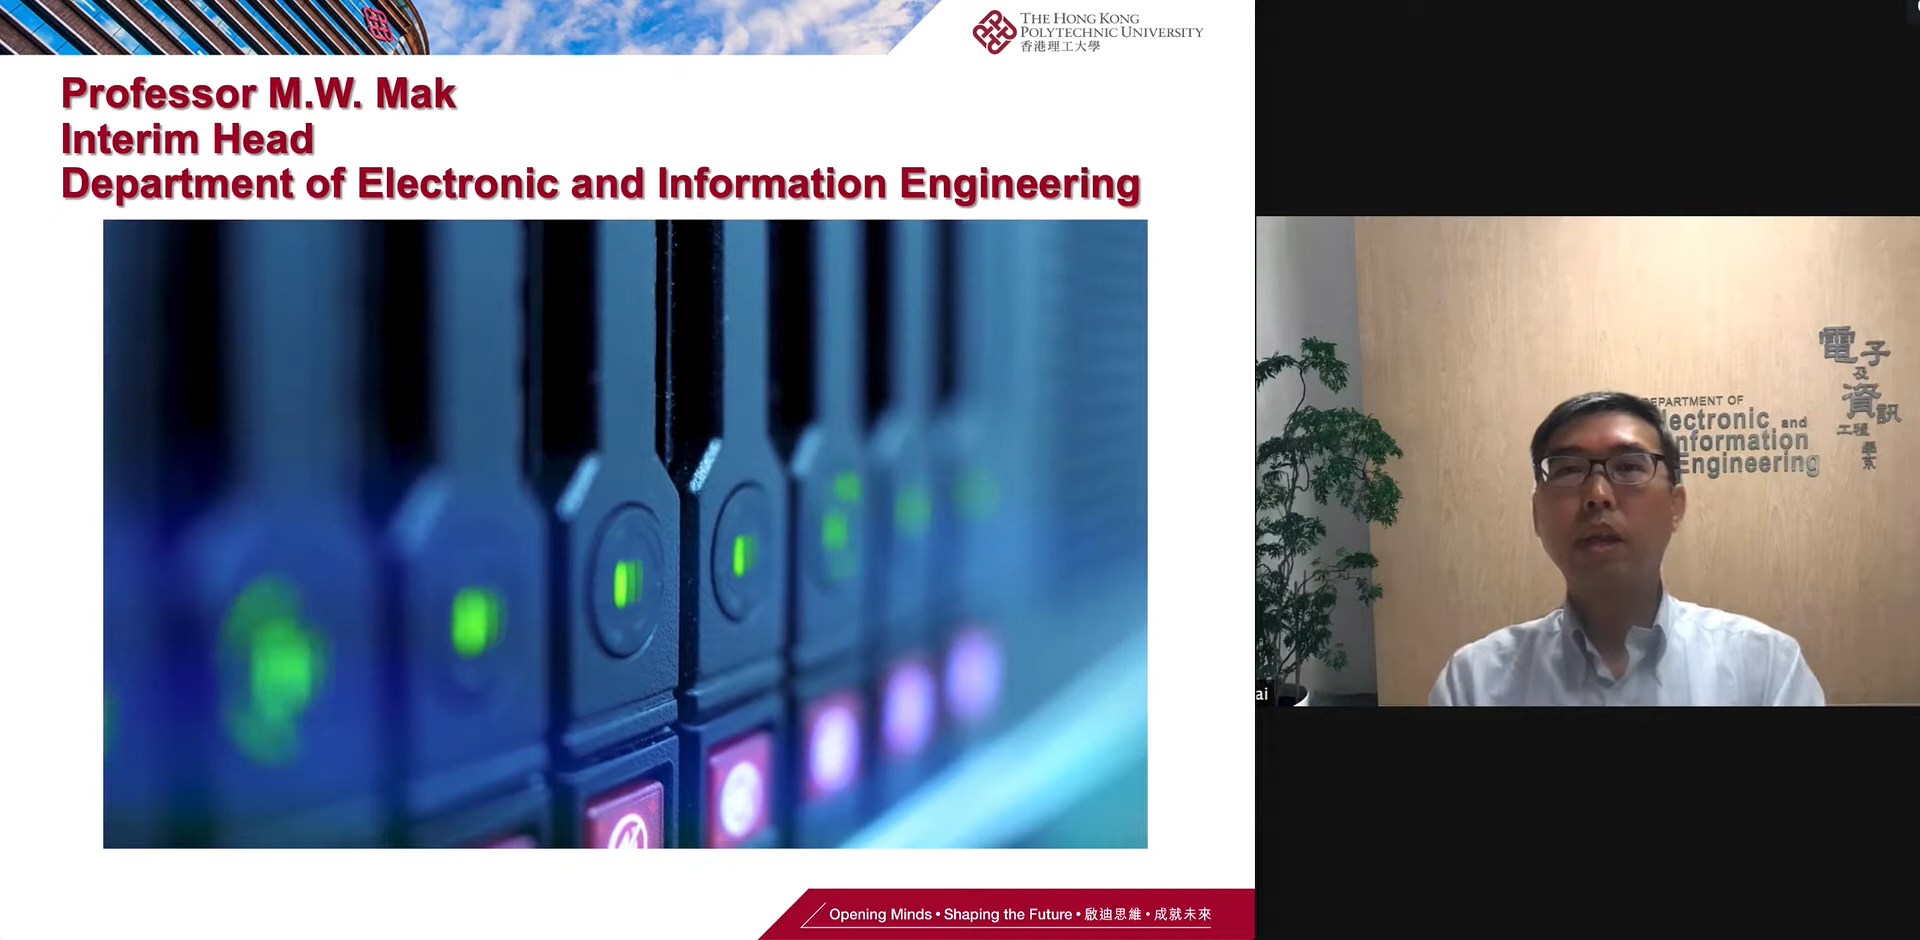 THE HONG KONG
POLYTECHNIC UNIVERSITY
香港理工大學
Professor M.W. Mak
Interim Head
Department of Electronic and Information Engineering
電子
及
資訊
工程
學系
EPARTMENT OF
lectronic and
nformation
Engineering
ai
Opening Minds • Shaping the Future • 啟迪思維 • 成就未來